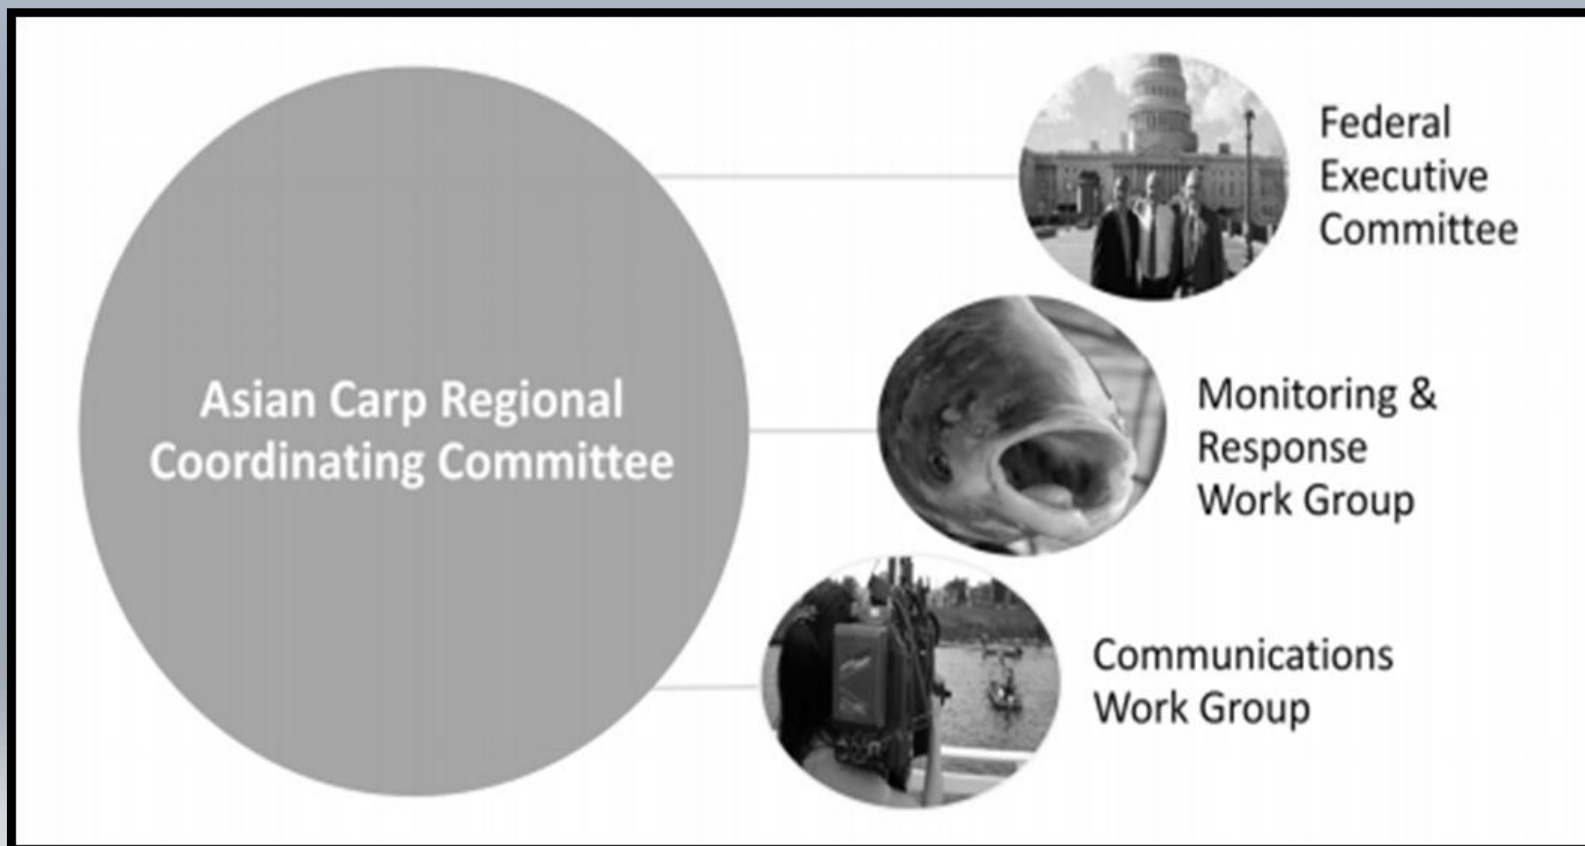 Asian Carp Regional
Coordinating Committee
Federal
Executive
Committee
Monitoring &
Response
Work Group
Communications
Work Group